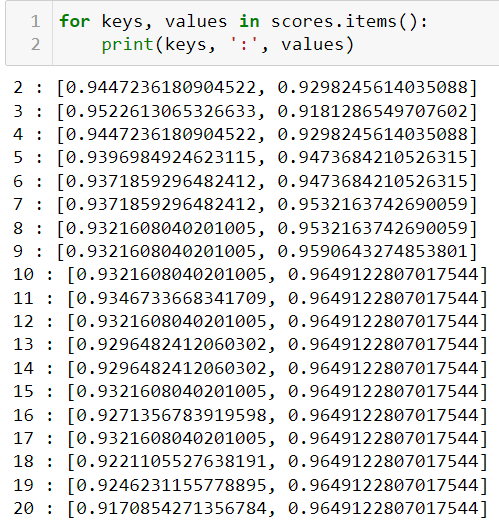 1 for keys, values in scores.items():
2     print(keys, ':', values)
2 : [0.9447236180904522, 0.9298245614035088]
3 : [0.9522613065326633, 0.9181286549707602]
4 : [0.9447236180904522, 0.9298245614035088]
5 : [0.9396984924623115, 0.9473684210526315]
6 : [0.9371859296482412, 0.9473684210526315]
7 : [0.9371859296482412, 0.9532163742690059]
8 : [0.9321608040201005, 0.9532163742690059]
9 : [0.9321608040201005, 0.9590643274853801]
10 : [0.9321608040201005, 0.9649122807017544]
11 : [0.9346733668341709, 0.9649122807017544]
12 : [0.9321608040201005, 0.9649122807017544]
13 : [0.9296482412060302, 0.9649122807017544]
14 : [0.9296482412060302, 0.9649122807017544]
15 : [0.9321608040201005, 0.9649122807017544]
16 : [0.9271356783919598, 0.9649122807017544]
17 : [0.9321608040201005, 0.9649122807017544]
18 : [0.9221105527638191, 0.9649122807017544]
19 : [0.9246231155778895, 0.9649122807017544]
20 : [0.9170854271356784, 0.9649122807017544]